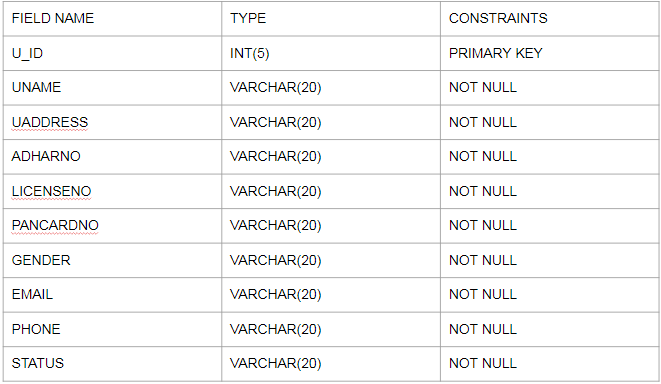 FIELD NAME TYPE CONSTRAINTS
U_ID INT(5) PRIMARY KEY
UNAME VARCHAR(20) NOT NULL
UADDRESS VARCHAR(20) NOT NULL
ADHARNO VARCHAR(20) NOT NULL
LICENSENO VARCHAR(20) NOT NULL
PANCARDNO VARCHAR(20) NOT NULL
GENDER VARCHAR(20) NOT NULL
EMAIL VARCHAR(20) NOT NULL
PHONE VARCHAR(20) NOT NULL
STATUS VARCHAR(20) NOT NULL